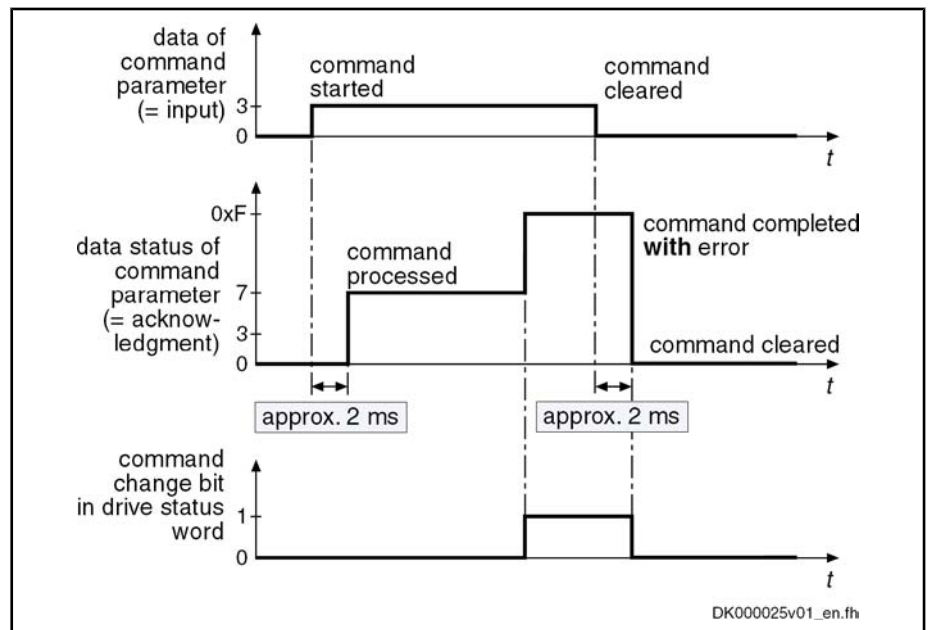 data of
command
parameter
(= input)
3
0
command
started
command
cleared
t
0xF
7
3
0
data status of
command
parameter
(= acknow-
ledgment)
command
processed
command completed
with error
command cleared
t
approx. 2 ms
approx. 2 ms
command
change bit
in drive status
word
1
0
t
DK000025v01_en.fh